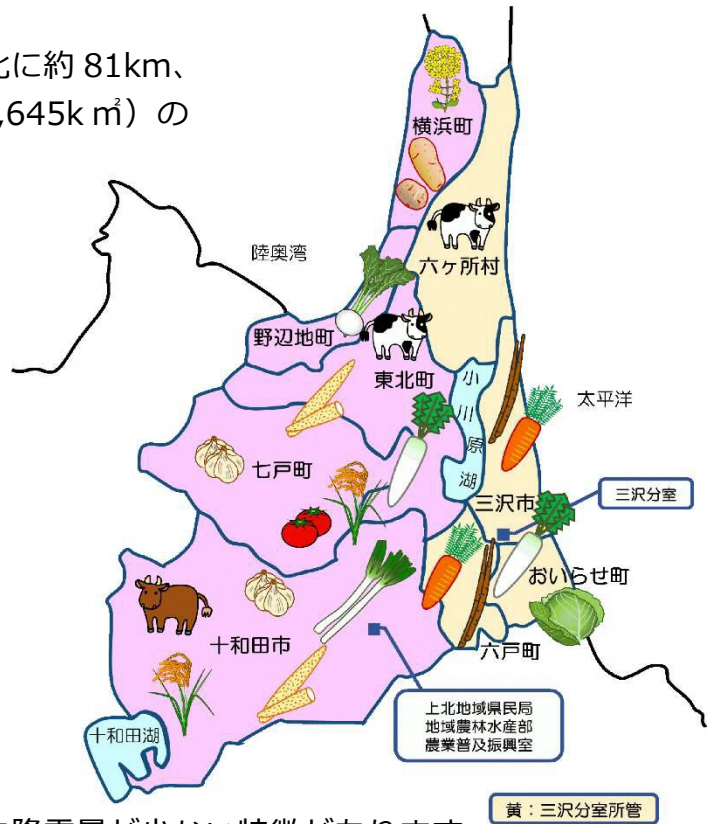 北に約 81km、
,645k ㎡）の
横浜町
六ヶ所村
陸奥湾
野辺地町
東北町
小川原湖
太平洋
七戸町
三沢市
三沢分室
おいらせ町
十和田市
六戸町
上北地域県民局
地域農林水産部
農業普及振興室
十和田湖
黄：三沢分室所管